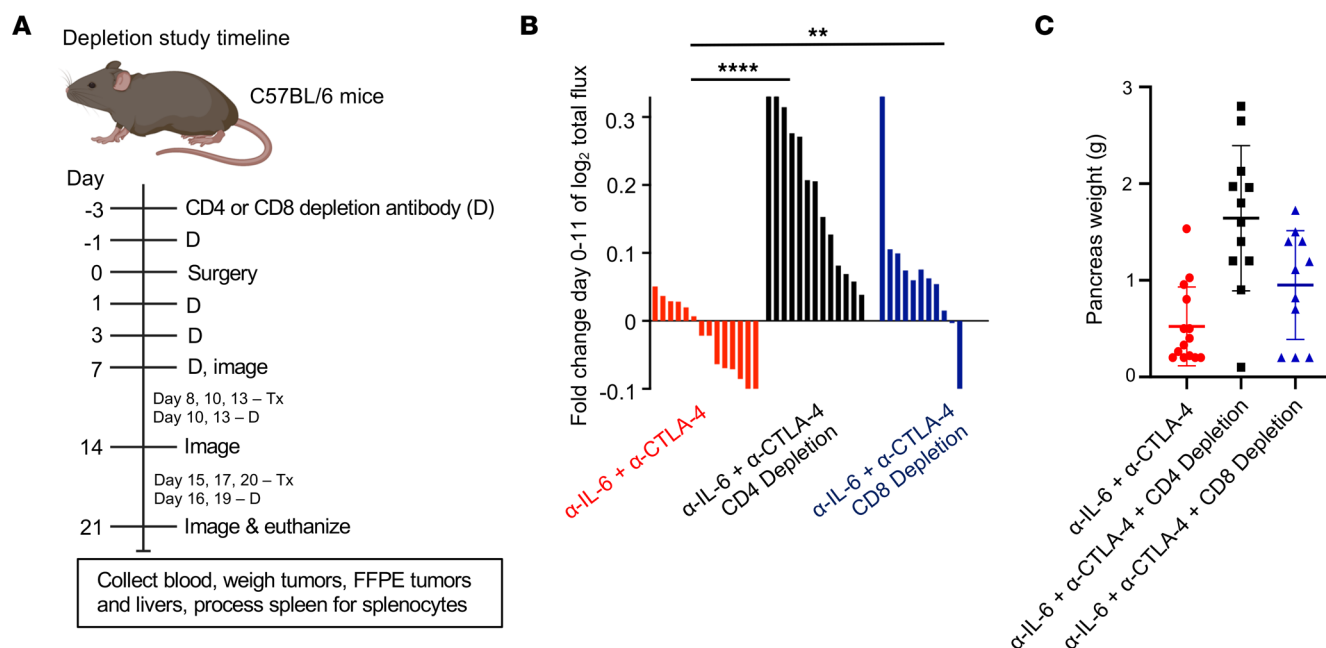 A
Depletion study timeline
C57BL/6 mice
Day
-3 CD4 or CD8 depletion antibody (D)
-1 D
0 Surgery
1 D
3 D
7 D, image
Day 8, 10, 13 – Tx
Day 10, 13 – D
14 Image
Day 15, 17, 20 – Tx
Day 16, 19 – D
21 Image & euthanize
Collect blood, weigh tumors, FFPE tumors
and livers, process spleen for splenocytes
B
**
****
Fold change day 0-11 of log2 total flux
0.3
0.2
0.1
0
-0.1
α-IL-6 + α-CTLA-4
α-IL-6 + α-CTLA-4
CD4 Depletion
α-IL-6 + α-CTLA-4
CD8 Depletion
C
Pancreas weight (g)
3
2
1
0
α-IL-6 + α-CTLA-4
α-IL-6 + α-CTLA-4 + CD4 Depletion
α-IL-6 + α-CTLA-4 + CD8 Depletion